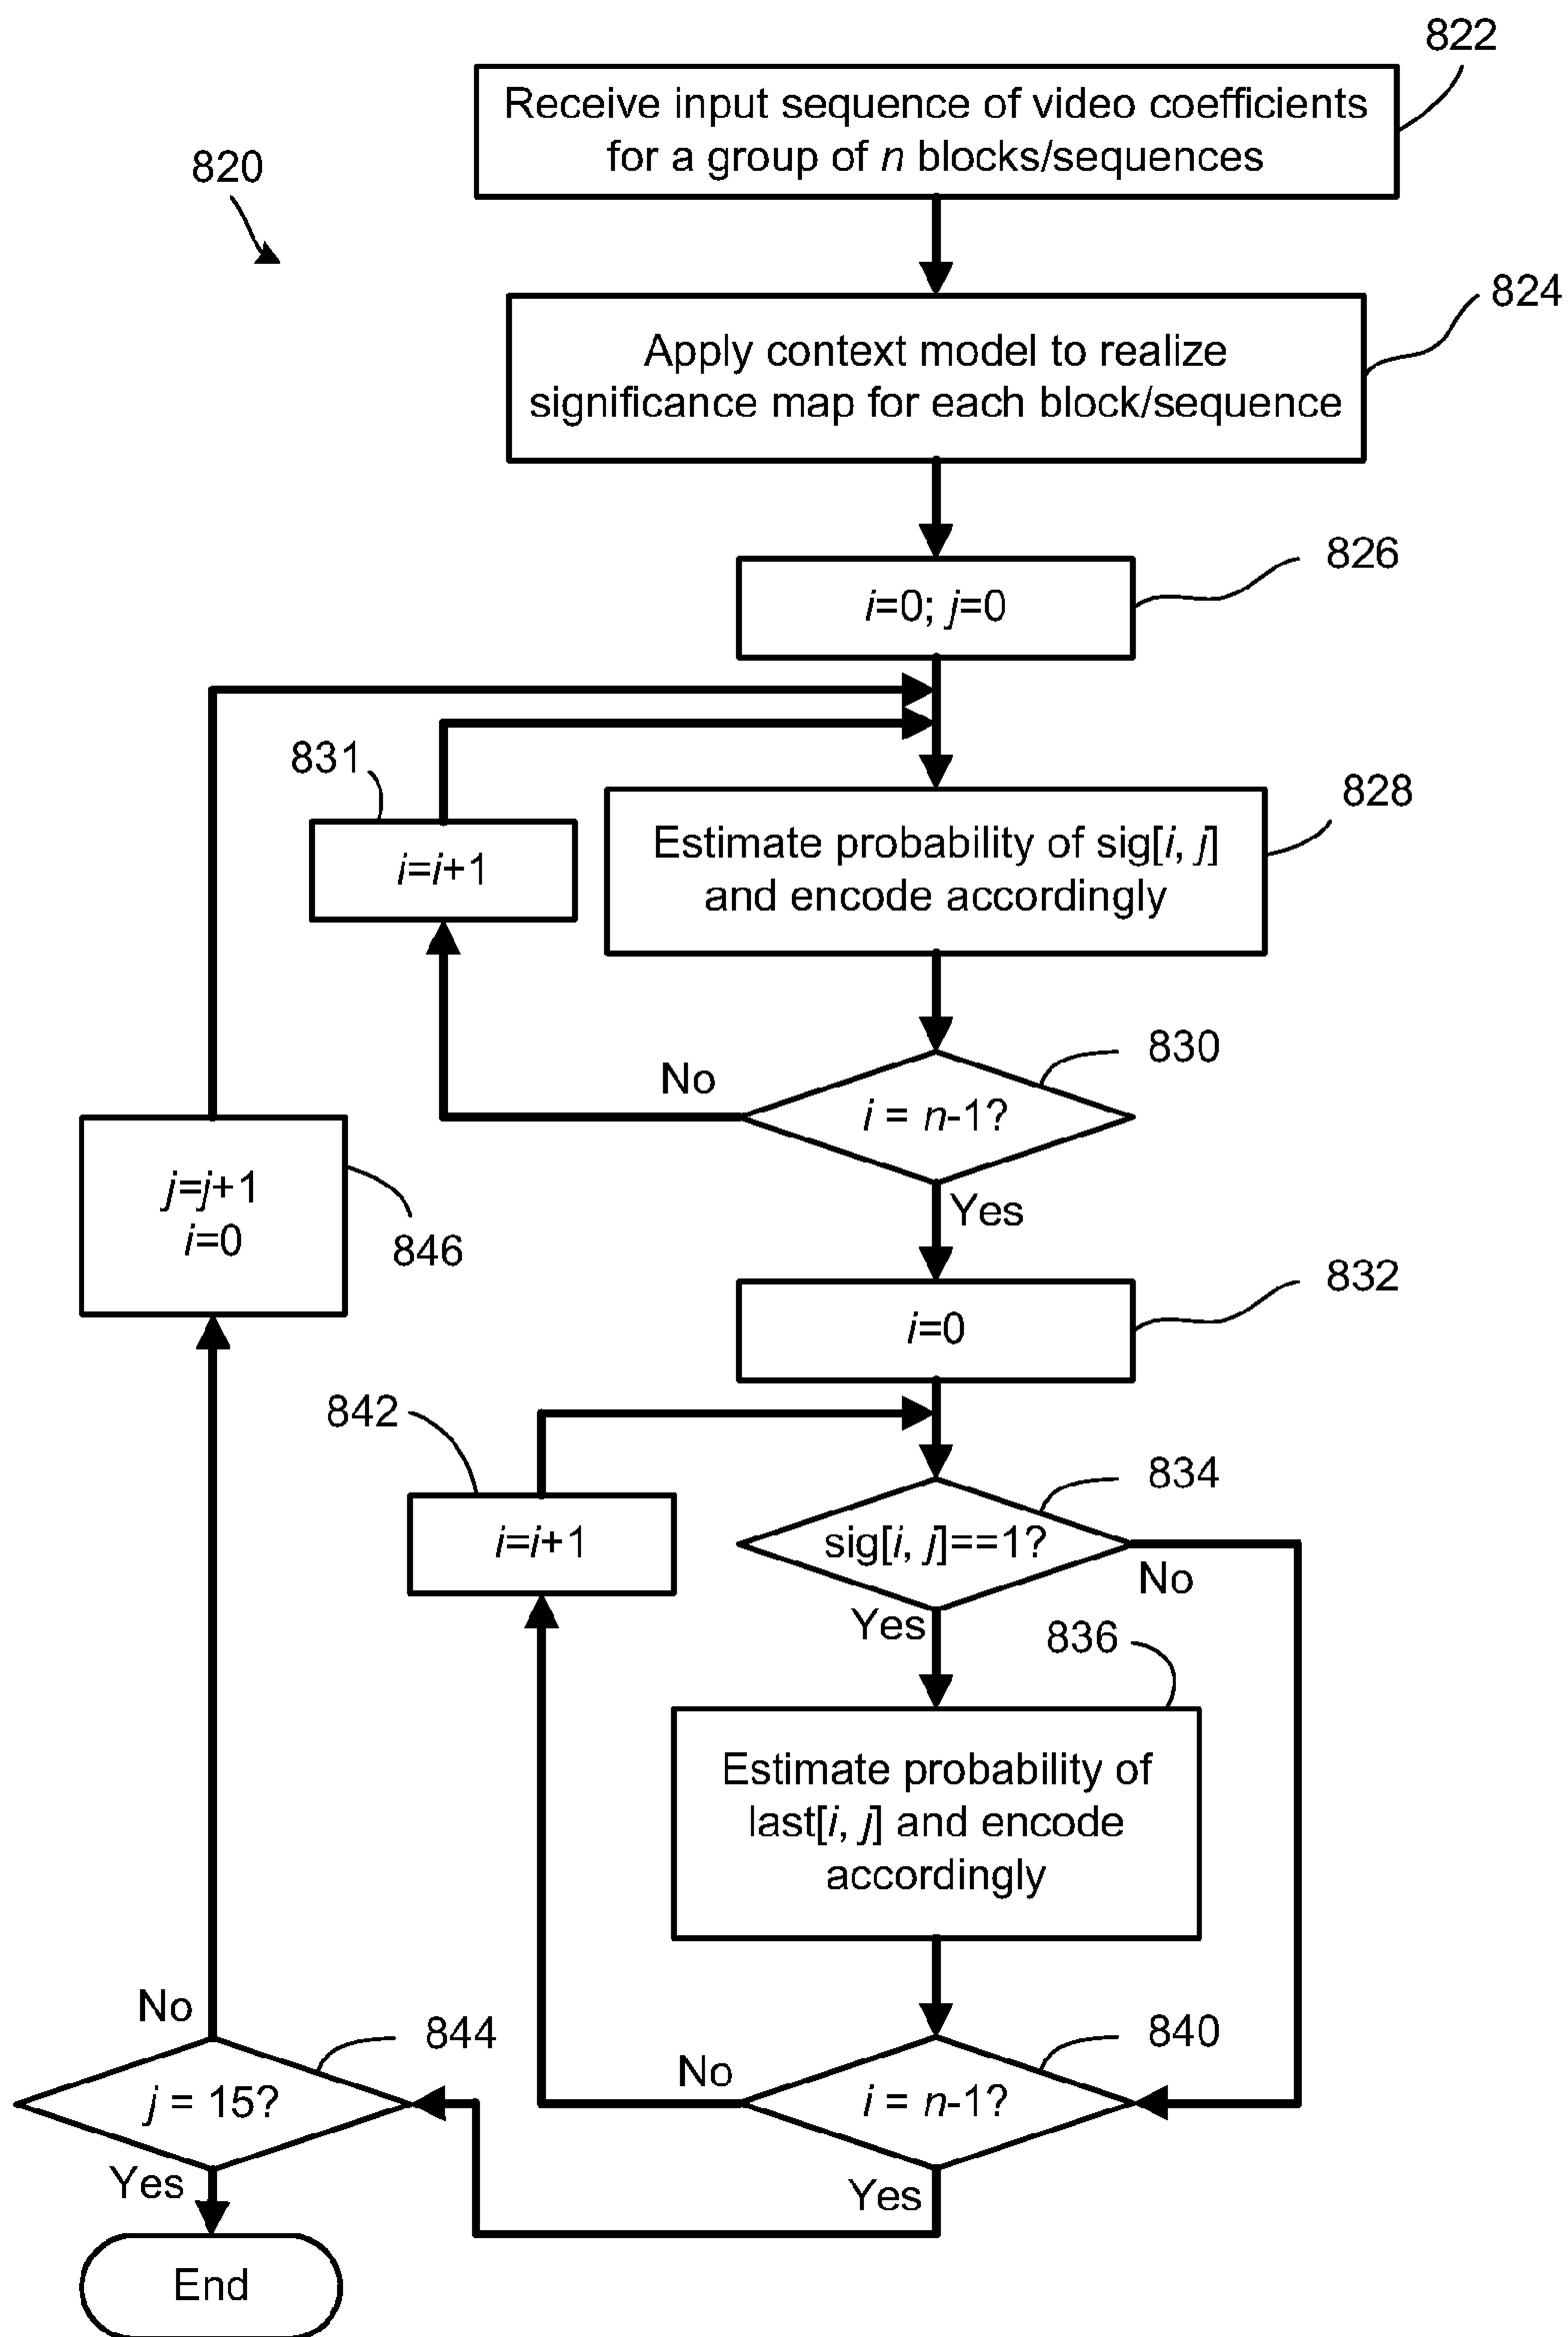 822
Receive input sequence of video coefficients
for a group of n blocks/sequences
820
824
Apply context model to realize
significance map for each block/sequence
826
i=0; j=0
831
828
i=i+1
Estimate probability of sig[i, j]
and encode accordingly
830
No
i = n-1?
Yes
j=j+1
i=0
846
832
i=0
842
834
i=i+1
sig[i, j]==1?
No
Yes
836
Estimate probability of
last[i, j] and encode
accordingly
No
844
840
No
j = 15?
i = n-1?
Yes
Yes
End